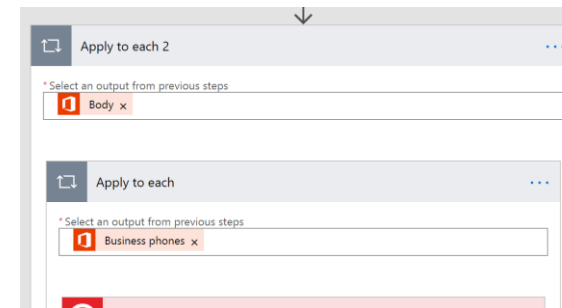 Apply to each 2
* Select an output from previous steps
Body ×
Apply to each
* Select an output from previous steps
Business phones ×